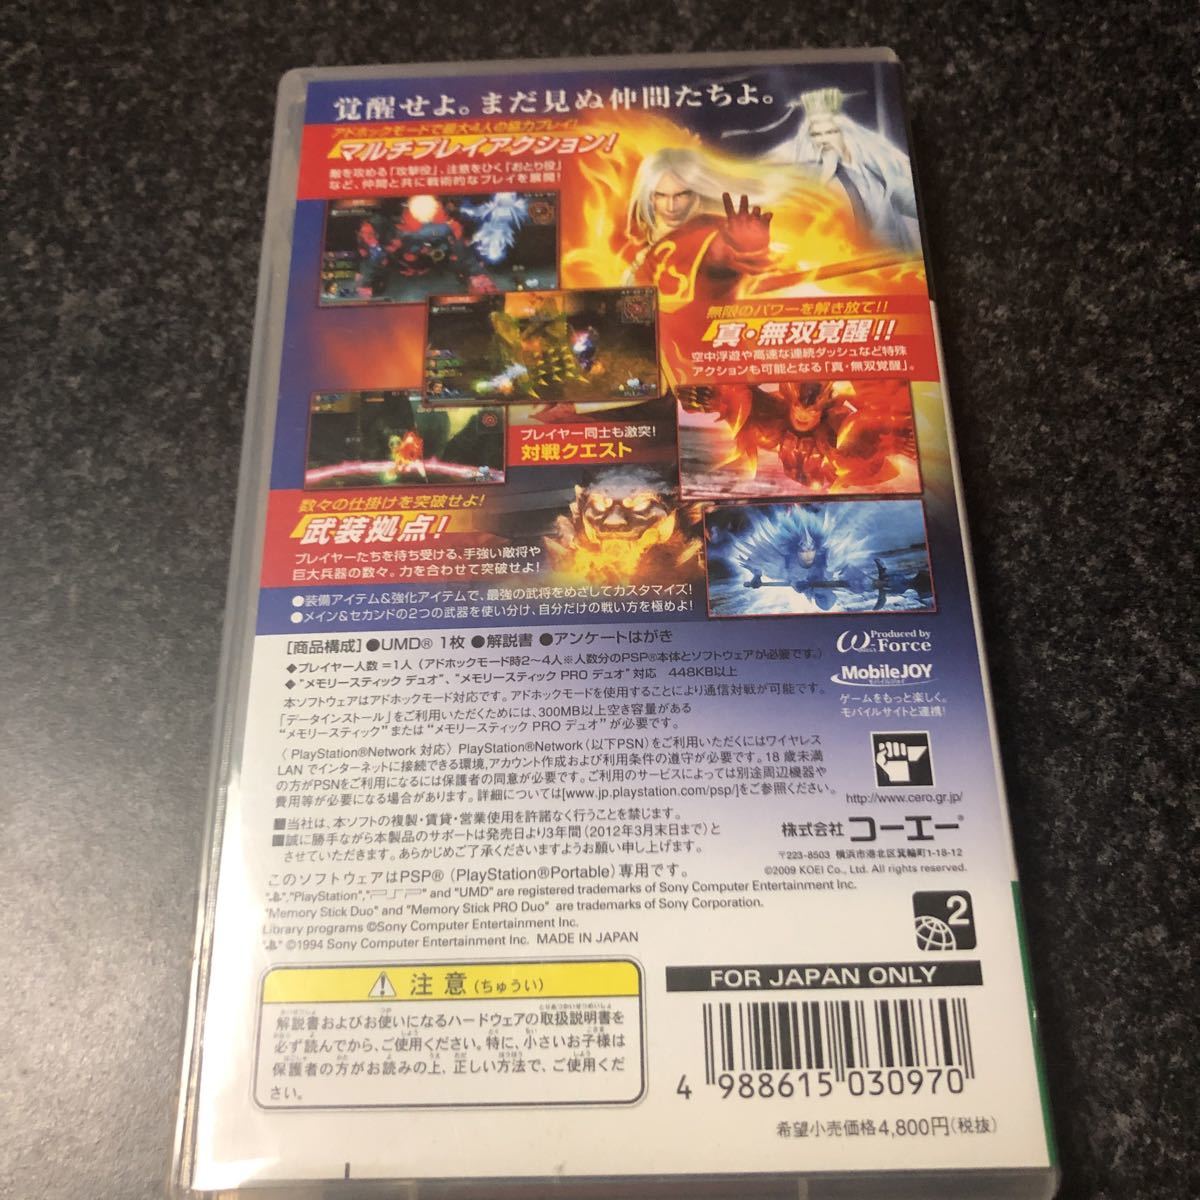 覚醒せよ。まだ見ぬ仲間たちよ。
アドホックモードで最大4人の協力プレイ!
マルチプレイアクション!
敵を攻める「攻撃役」、注意をひく「おとり役」
など、仲間と共に戦術的なプレイを展開!
無限のパワーを解き放て!!
真・無双覚醒!!
空中浮遊や高速な連続ダッシュなど特殊
アクションも可能となる「真・無双覚醒」。
プレイヤー同士も激突!
対戦クエスト
数々の仕掛けを突破せよ!
武装拠点!
プレイヤーたちを待ち受ける、手強い敵将や
巨大兵器の数々。力を合わせて突破せよ!
●装備アイテム&強化アイテムで、最強の武将をめざしてカスタマイズ!
●メイン&セカンドの2つの武器を使い分け、自分だけの戦い方を極めよ!
[商品構成]●UMD® 1枚 ●解説書 ●アンケートはがき
◆プレイヤー人数 =1人 (アドホックモード時2〜4人※人数分のPSP®本体とソフトウェアが必要です。)
◆“メモリースティック デュオ”、“メモリースティック PRO デュオ”対応 448KB以上
本ソフトウェアはアドホックモード対応です。アドホックモードを使用することにより通信対戦が可能です。
「データインストール」をご利用いただくためには、300MB以上空き容量がある
“メモリースティック”または“メモリースティック PRO デュオ”が必要です。
〈PlayStation®Network 対応〉PlayStation®Network(以下PSN)をご利用いただくにはワイヤレス
LANでインターネットに接続できる環境、アカウント作成および利用条件の遵守が必要です。18歳未満
の方がPSNをご利用になるには保護者の同意が必要です。ご利用のサービスによっては別途周辺機器や
費用等が必要になる場合があります。詳細については[www.jp.playstation.com/psp/]をご参照ください。
■当社は、本ソフトの複製・賃貸・営業使用を許諾なく行うことを禁じます。
■誠に勝手ながら本製品のサポートは発売日より3年間(2012年3月末日まで)と
させていただきます。あらかじめご了承くださいますようお願い申し上げます。
このソフトウェアはPSP®(PlayStation®Portable)専用です。
Produced by
ω-Force
MobileJOY
モバイルジョイ
ゲームをもっと楽しく。
モバイルサイトと連携!
http://www.cero.gr.jp/
株式会社 コーエー®
〒223-8503 横浜市港北区箕輪町1-18-12
©2009 KOEI Co., Ltd. All rights reserved.
" ","PlayStation","PSP" and "UMD" are registered trademarks of Sony Computer Entertainment Inc.
"Memory Stick Duo" and "Memory Stick PRO Duo" are trademarks of Sony Corporation.
Library programs ©Sony Computer Entertainment Inc.
" " ©1994 Sony Computer Entertainment Inc. MADE IN JAPAN
2
⚠ 注意(ちゅうい)
解説書およびお使いになるハードウェアの取扱説明書を
必ず読んでから、ご使用ください。特に、小さいお子様は
保護者の方がお読みの上、正しい方法で、ご使用くだ
さい。
FOR JAPAN ONLY
4 988615 030970
希望小売価格4,800円(税抜)